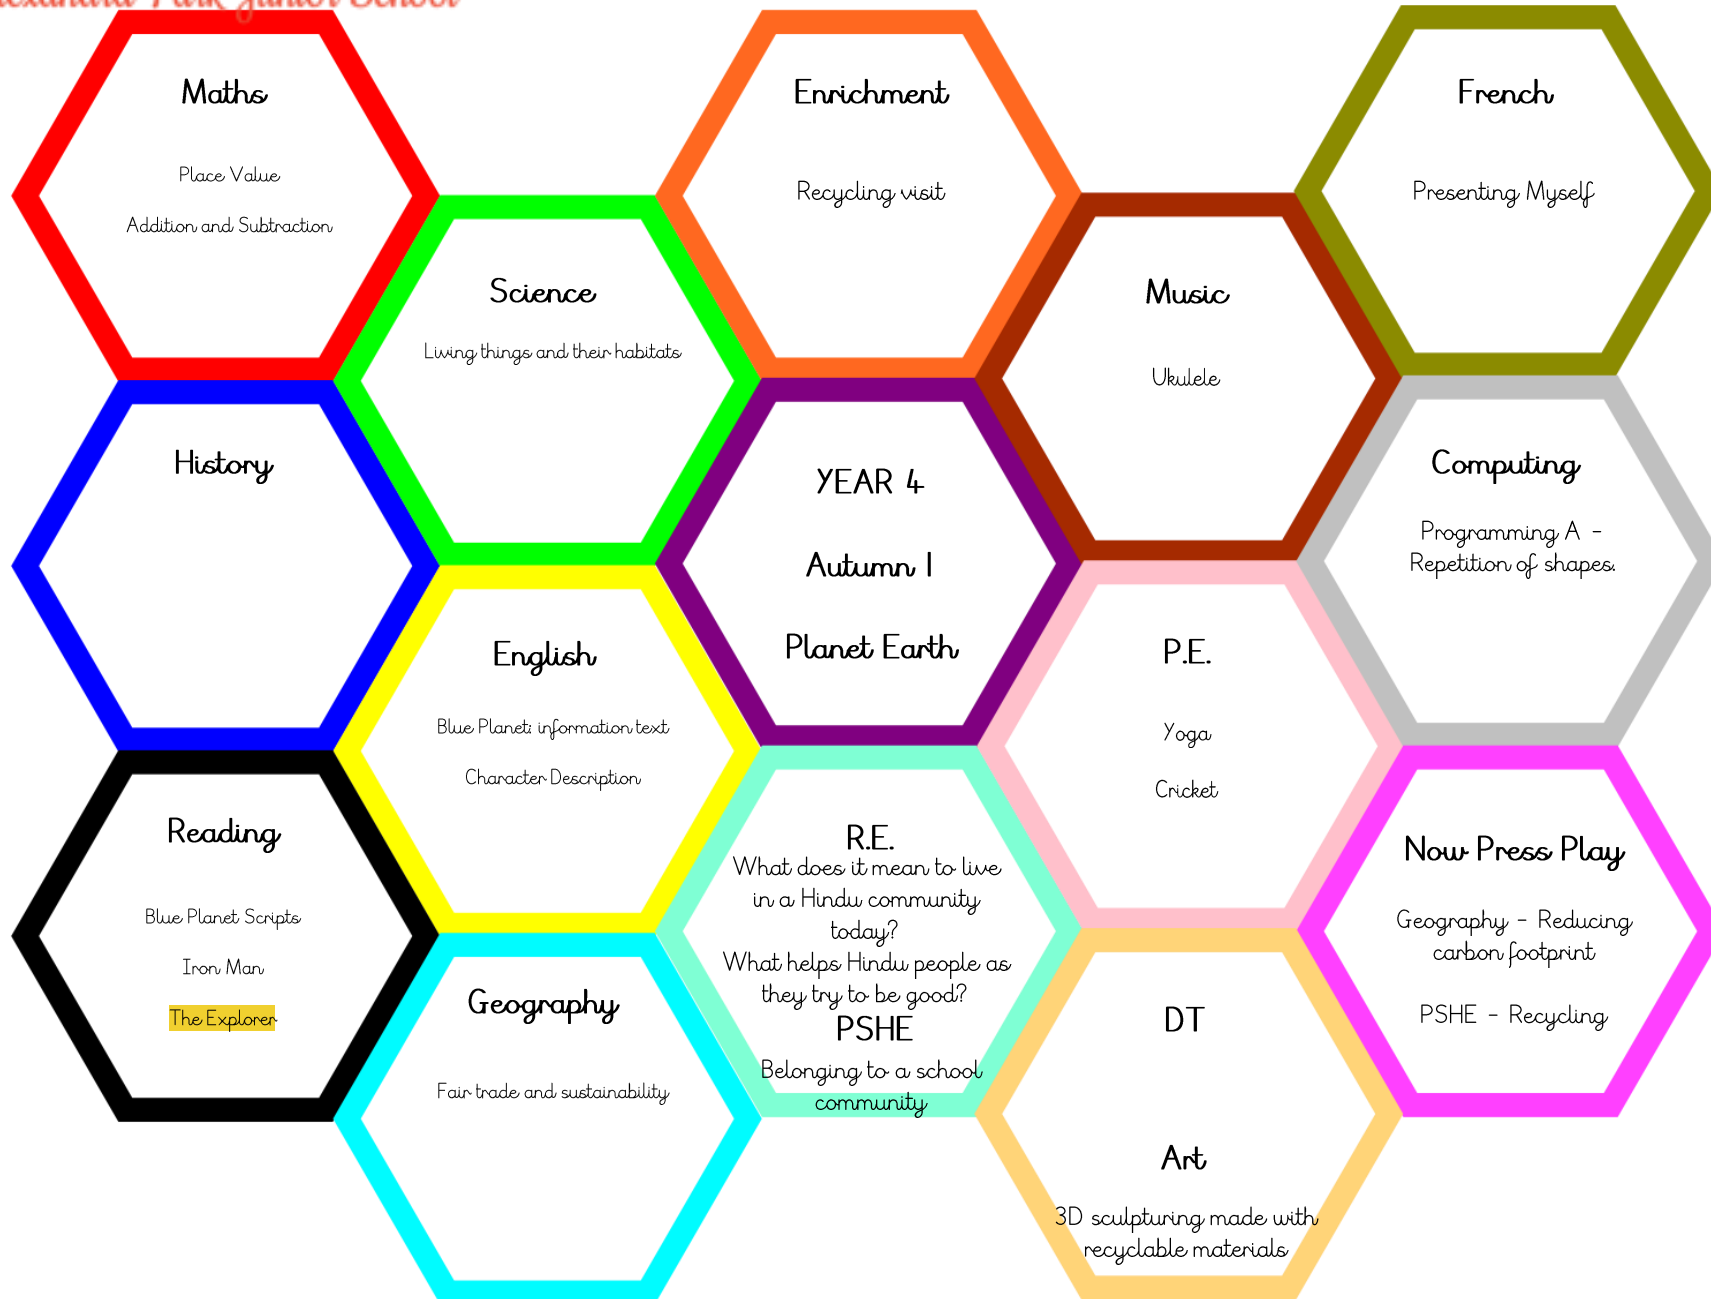 Park Junior School
Maths
Place Value
Addition and Subtraction
Enrichment
Recycling visit
French
Presenting Myself
Science
Living things and their habitats
Music
Ukulele
History
YEAR 4
Autumn 1
Planet Earth
Computing
Programming A -
Repetition of shapes.
English
Blue Planet: information text
Character Description
P.E.
Yoga
Cricket
Reading
Blue Planet Scripts
Iron Man
The Explorer
R.E.
What does it mean to live
in a Hindu community
today?
What helps Hindu people as
they try to be good?
PSHE
Belonging to a school
community
Now Press Play
Geography - Reducing
carbon footprint
PSHE - Recycling
Geography
Fair trade and sustainability
DT
Art
3D sculpturing made with
recyclable materials